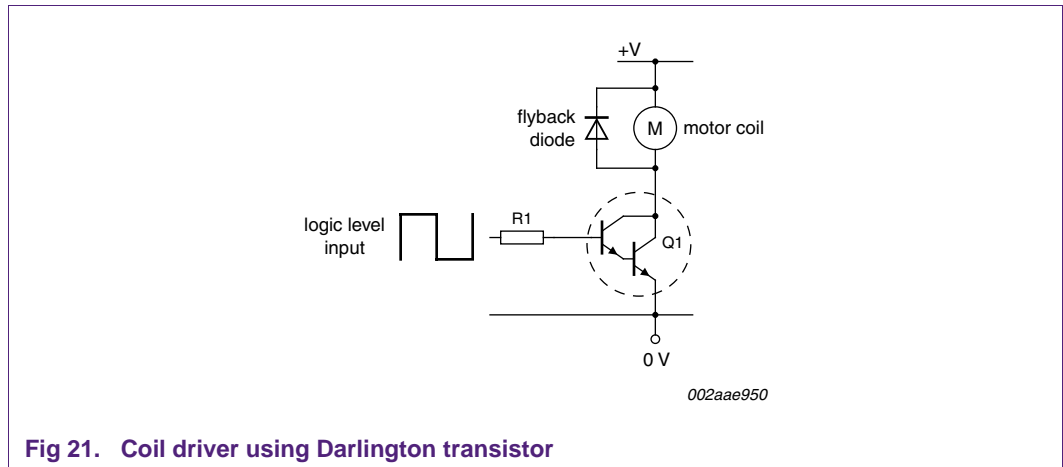 +V
flyback
diode
M
motor coil
logic level
input
R1
Q1
0 V
002aae950
Fig 21. Coil driver using Darlington transistor